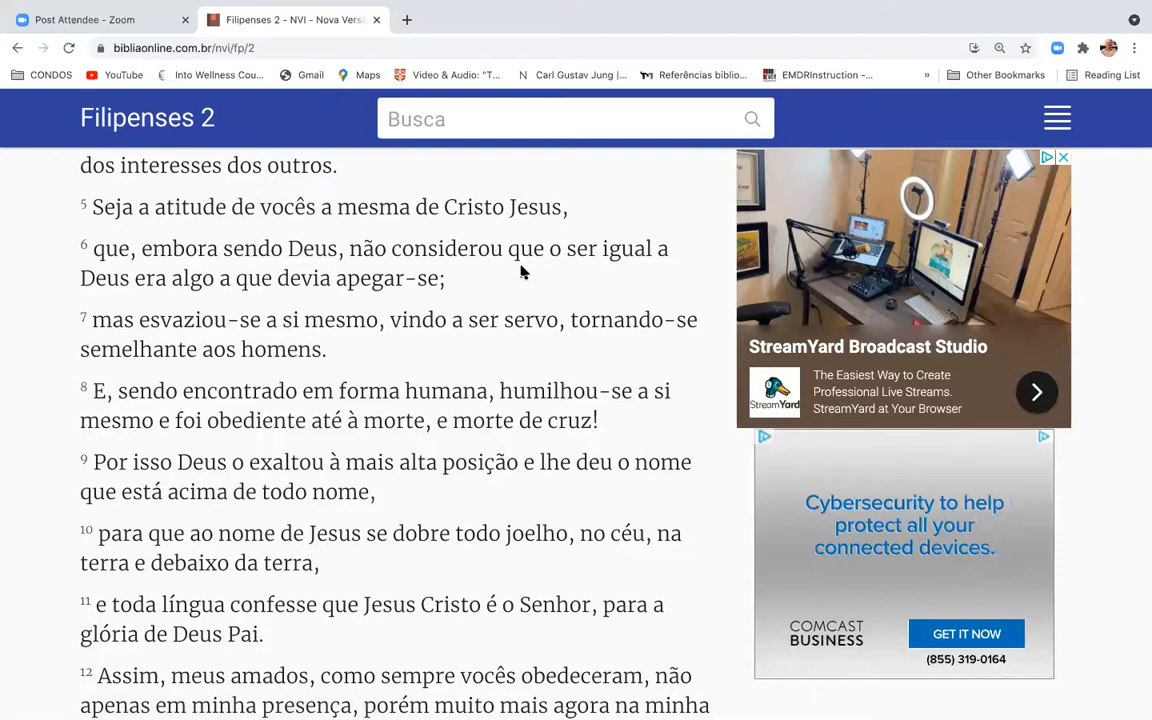 Post Attendee - Zoom
Filipenses 2 - NVI - Nova Vers
bibliaonline.com.br/nvi/fp/2
CONDOS
YouTube
Into Wellness Cou...
Gmail
Maps
Video & Audio: "T...
Carl Gustav Jung |...
Referências biblio...
EMDRInstruction -...
»
Other Bookmarks
Reading List
Filipenses 2
Busca
dos interesses dos outros.
5 Seja a atitude de vocês a mesma de Cristo Jesus,
6 que, embora sendo Deus, não considerou que o ser igual a
Deus era algo a que devia apegar-se;
7 mas esvaziou-se a si mesmo, vindo a ser servo, tornando-se
semelhante aos homens.
8 E, sendo encontrado em forma humana, humilhou-se a si
mesmo e foi obediente até à morte, e morte de cruz!
9 Por isso Deus o exaltou à mais alta posição e lhe deu o nome
que está acima de todo nome,
10 para que ao nome de Jesus se dobre todo joelho, no céu, na
terra e debaixo da terra,
11 e toda língua confesse que Jesus Cristo é o Senhor, para a
glória de Deus Pai.
12 Assim, meus amados, como sempre vocês obedeceram, não
apenas em minha presença, porém muito mais agora na minha
StreamYard Broadcast Studio
StreamYard
The Easiest Way to Create
Professional Live Streams.
StreamYard at Your Browser
Cybersecurity to help
protect all your
connected devices.
COMCAST
BUSINESS
GET IT NOW
(855) 319-0164